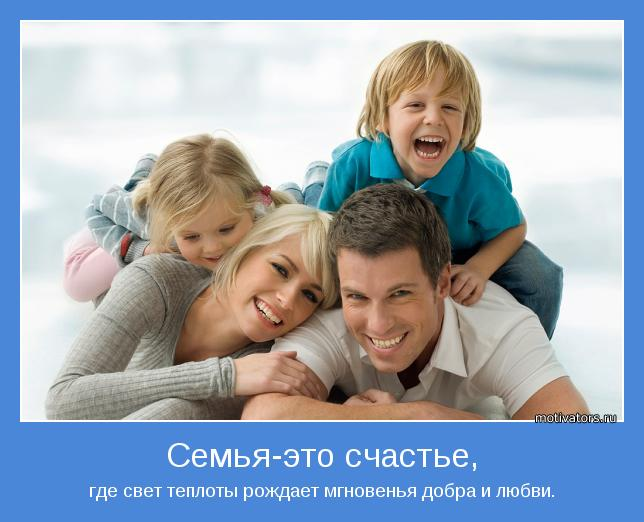 motivators.ru
Семья-это счастье,
где свет теплоты рождает мгновенья добра и любви.